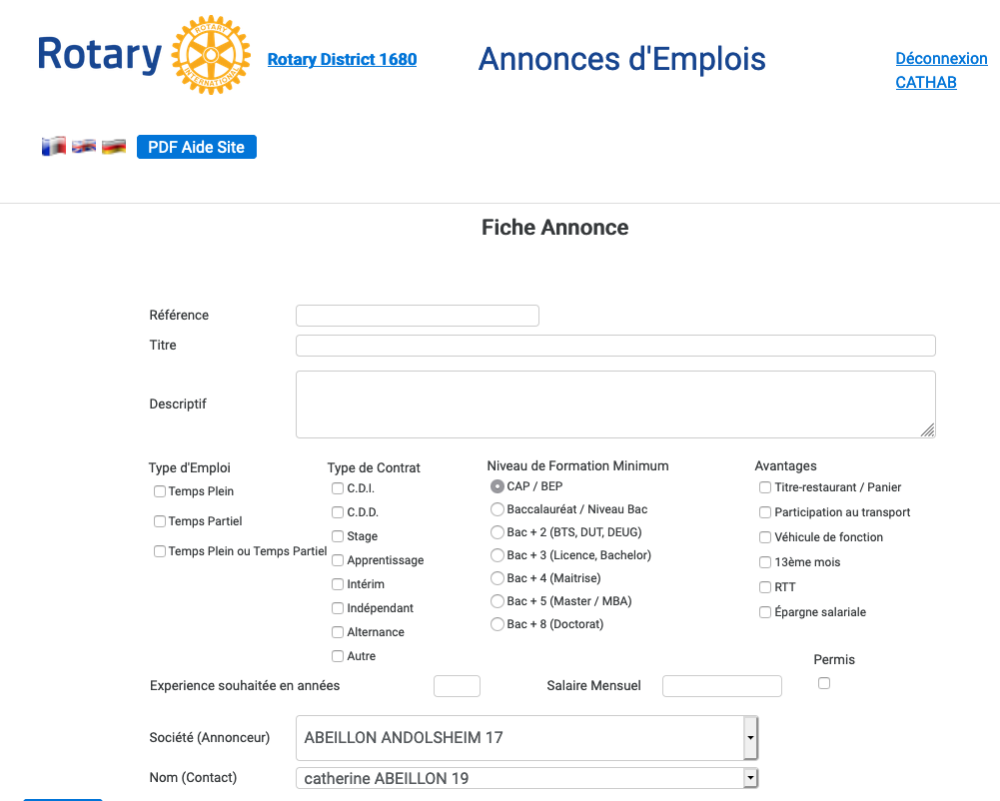 Rotary
ROTARY
INTERNATIONAL
Rotary District 1680
Annonces d'Emplois
Déconnexion
CATHAB
PDF Aide Site
Fiche Annonce
Référence
Titre
Descriptif
Type d'Emploi
Temps Plein
Temps Partiel
Temps Plein ou Temps Partiel
Type de Contrat
C.D.I.
C.D.D.
Stage
Apprentissage
Intérim
Indépendant
Alternance
Autre
Niveau de Formation Minimum
CAP / BEP
Baccalauréat / Niveau Bac
Bac + 2 (BTS, DUT, DEUG)
Bac + 3 (Licence, Bachelor)
Bac + 4 (Maitrise)
Bac + 5 (Master / MBA)
Bac + 8 (Doctorat)
Avantages
Titre-restaurant / Panier
Participation au transport
Véhicule de fonction
13ème mois
RTT
Épargne salariale
Permis
Experience souhaitée en années
Salaire Mensuel
Société (Annonceur)
ABEILLON ANDOLSHEIM 17
Nom (Contact)
catherine ABEILLON 19